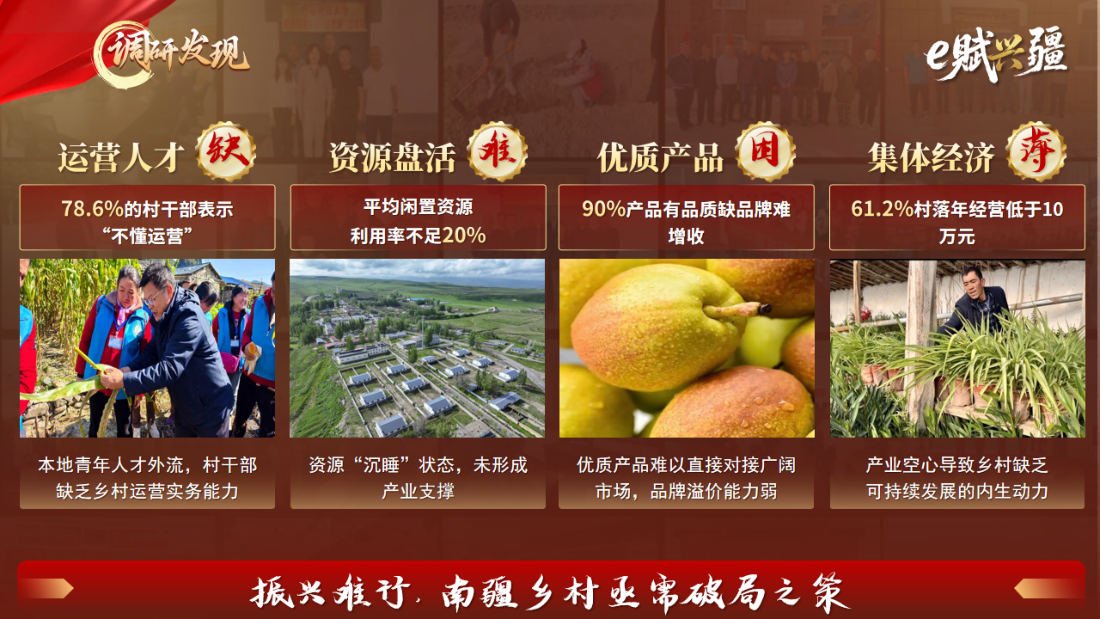 调研发现
e赋兴疆
运营人才 缺
78.6%的村干部表示
“不懂运营”
本地青年人才外流，村干部
缺乏乡村运营实务能力
资源盘活 难
平均闲置资源
利用率不足20%
资源“沉睡”状态，未形成
产业支撑
优质产品 困
90%产品有品质缺品牌难
增收
优质产品难以直接对接广阔
市场，品牌溢价能力弱
集体经济 薄
61.2%村落年经营低于10
万元
产业空心导致乡村缺乏
可持续发展的内生动力
振兴难行，南疆乡村亟需破局之策